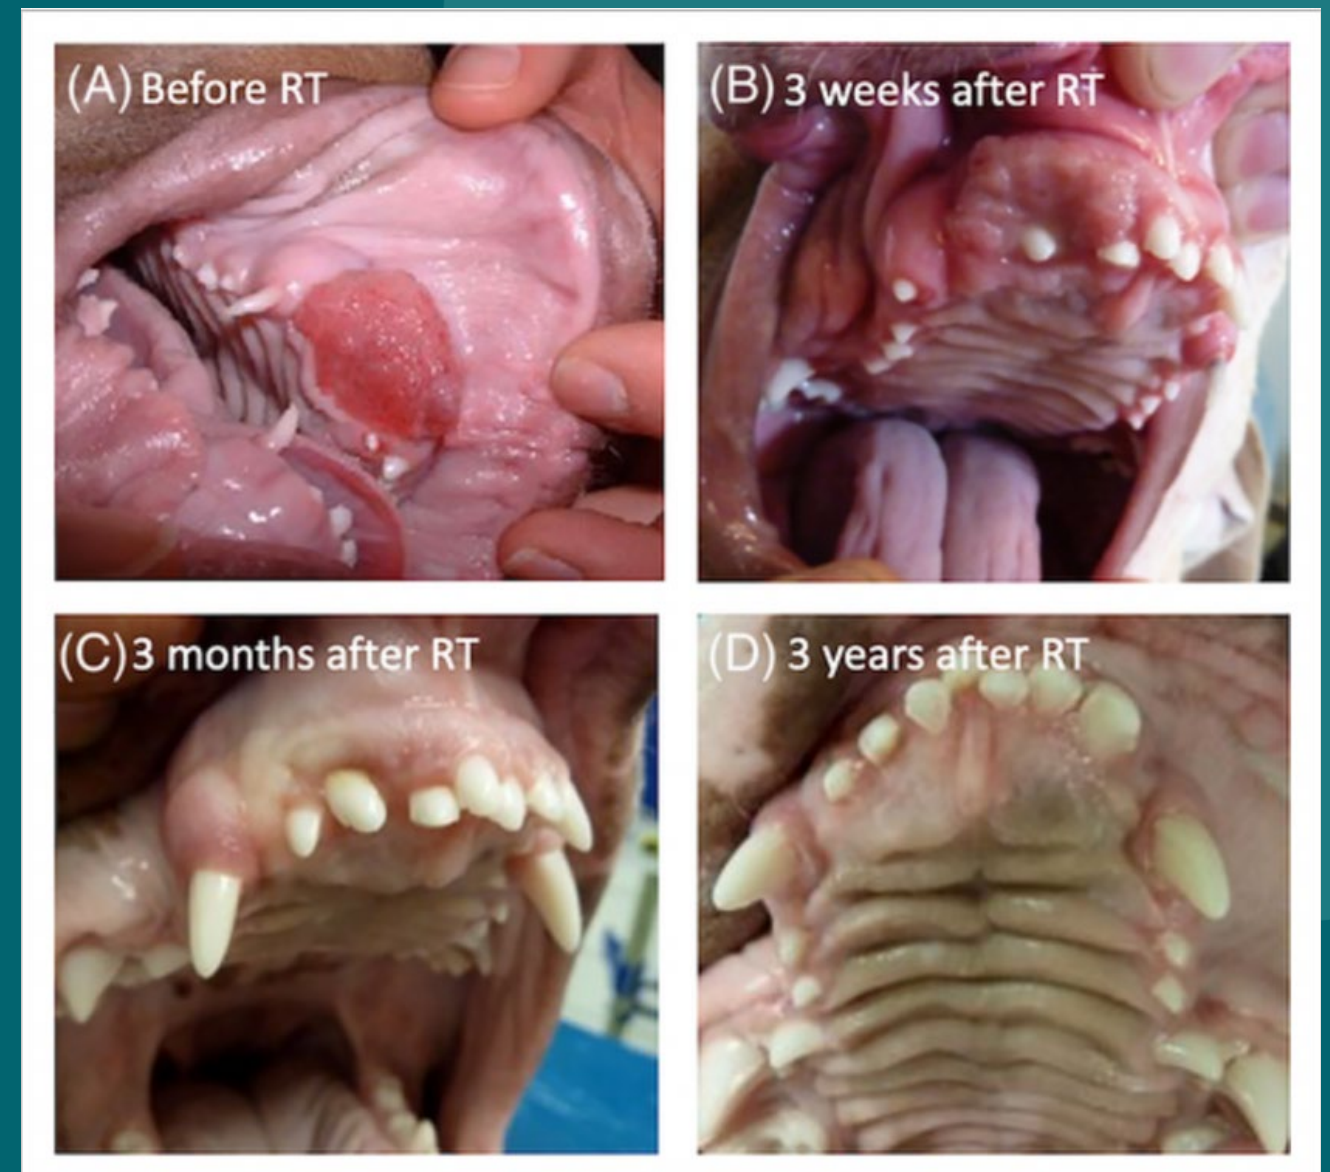 (A) Before RT
(B) 3 weeks after RT
(C) 3 months after RT
(D) 3 years after RT